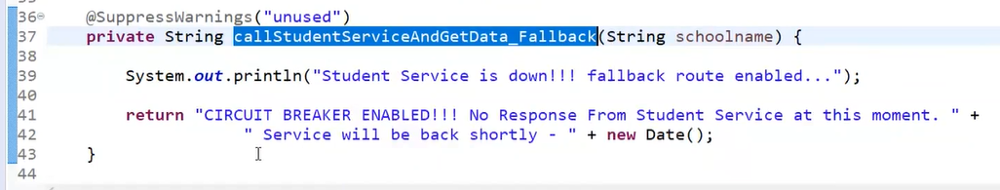 36 @SuppressWarnings("unused")
37 private String callStudentServiceAndGetData_Fallback(String schoolname) {
38
39 System.out.println("Student Service is down!!! fallback route enabled...");
40
41 return "CIRCUIT BREAKER ENABLED!!! No Response From Student Service at this moment. " +
42 " Service will be back shortly - " + new Date();
43 }
44